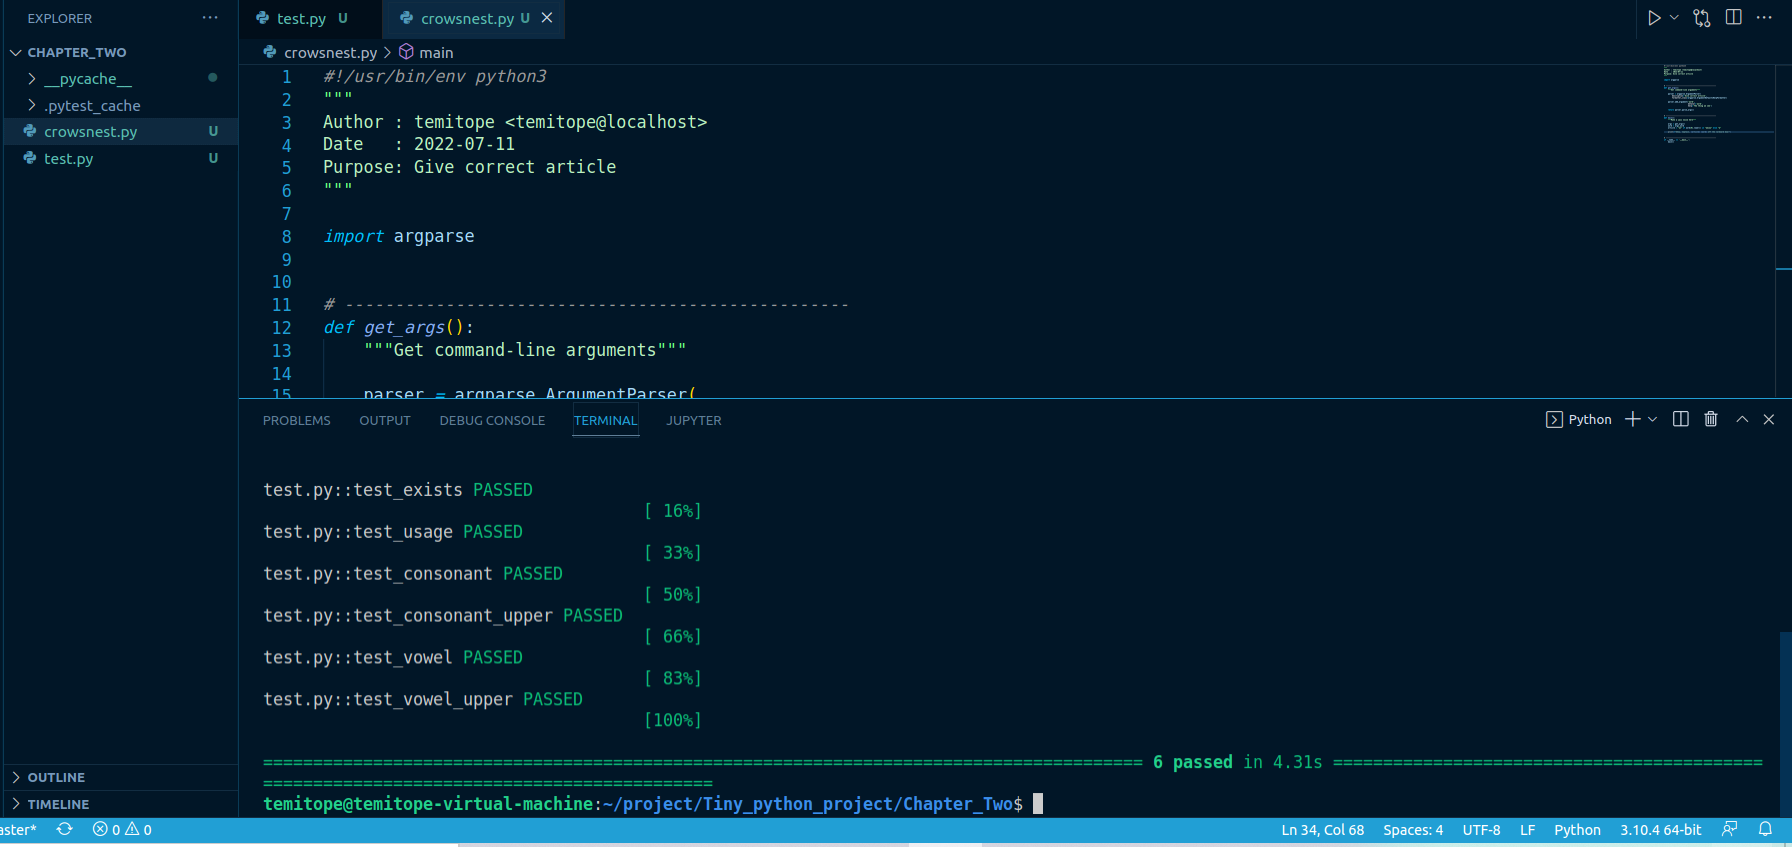 EXPLORER ...
CHAPTER_TWO
__pycache__
.pytest_cache
crowsnest.py U
test.py U
OUTLINE
TIMELINE
test.py U crowsnest.py U
crowsnest.py > main
1 #!/usr/bin/env python3
2 """
3 Author : temitope <temitope@localhost>
4 Date   : 2022-07-11
5 Purpose: Give correct article
6 """
7
8 import argparse
9
10
11 # --------------------------------------------------
12 def get_args():
13     """Get command-line arguments"""
14
15     parser = argparse.ArgumentParser(
PROBLEMS OUTPUT DEBUG CONSOLE TERMINAL JUPYTER Python
test.py::test_exists PASSED
[ 16%]
test.py::test_usage PASSED
[ 33%]
test.py::test_consonant PASSED
[ 50%]
test.py::test_consonant_upper PASSED
[ 66%]
test.py::test_vowel PASSED
[ 83%]
test.py::test_vowel_upper PASSED
[100%]
======================================================================================== 6 passed in 4.31s ===========================================
=============================================
temitope@temitope-virtual-machine:~/project/Tiny_python_project/Chapter_Two$
aster* 0 0 Ln 34, Col 68 Spaces: 4 UTF-8 LF Python 3.10.4 64-bit